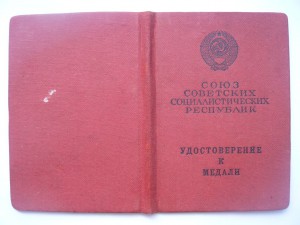 СОЮЗ
СОВЕТСКИХ
СОЦИАЛИСТИЧЕСКИХ
РЕСПУБЛИК
УДОСТОВЕРЕНИЕ
К
МЕДАЛИ